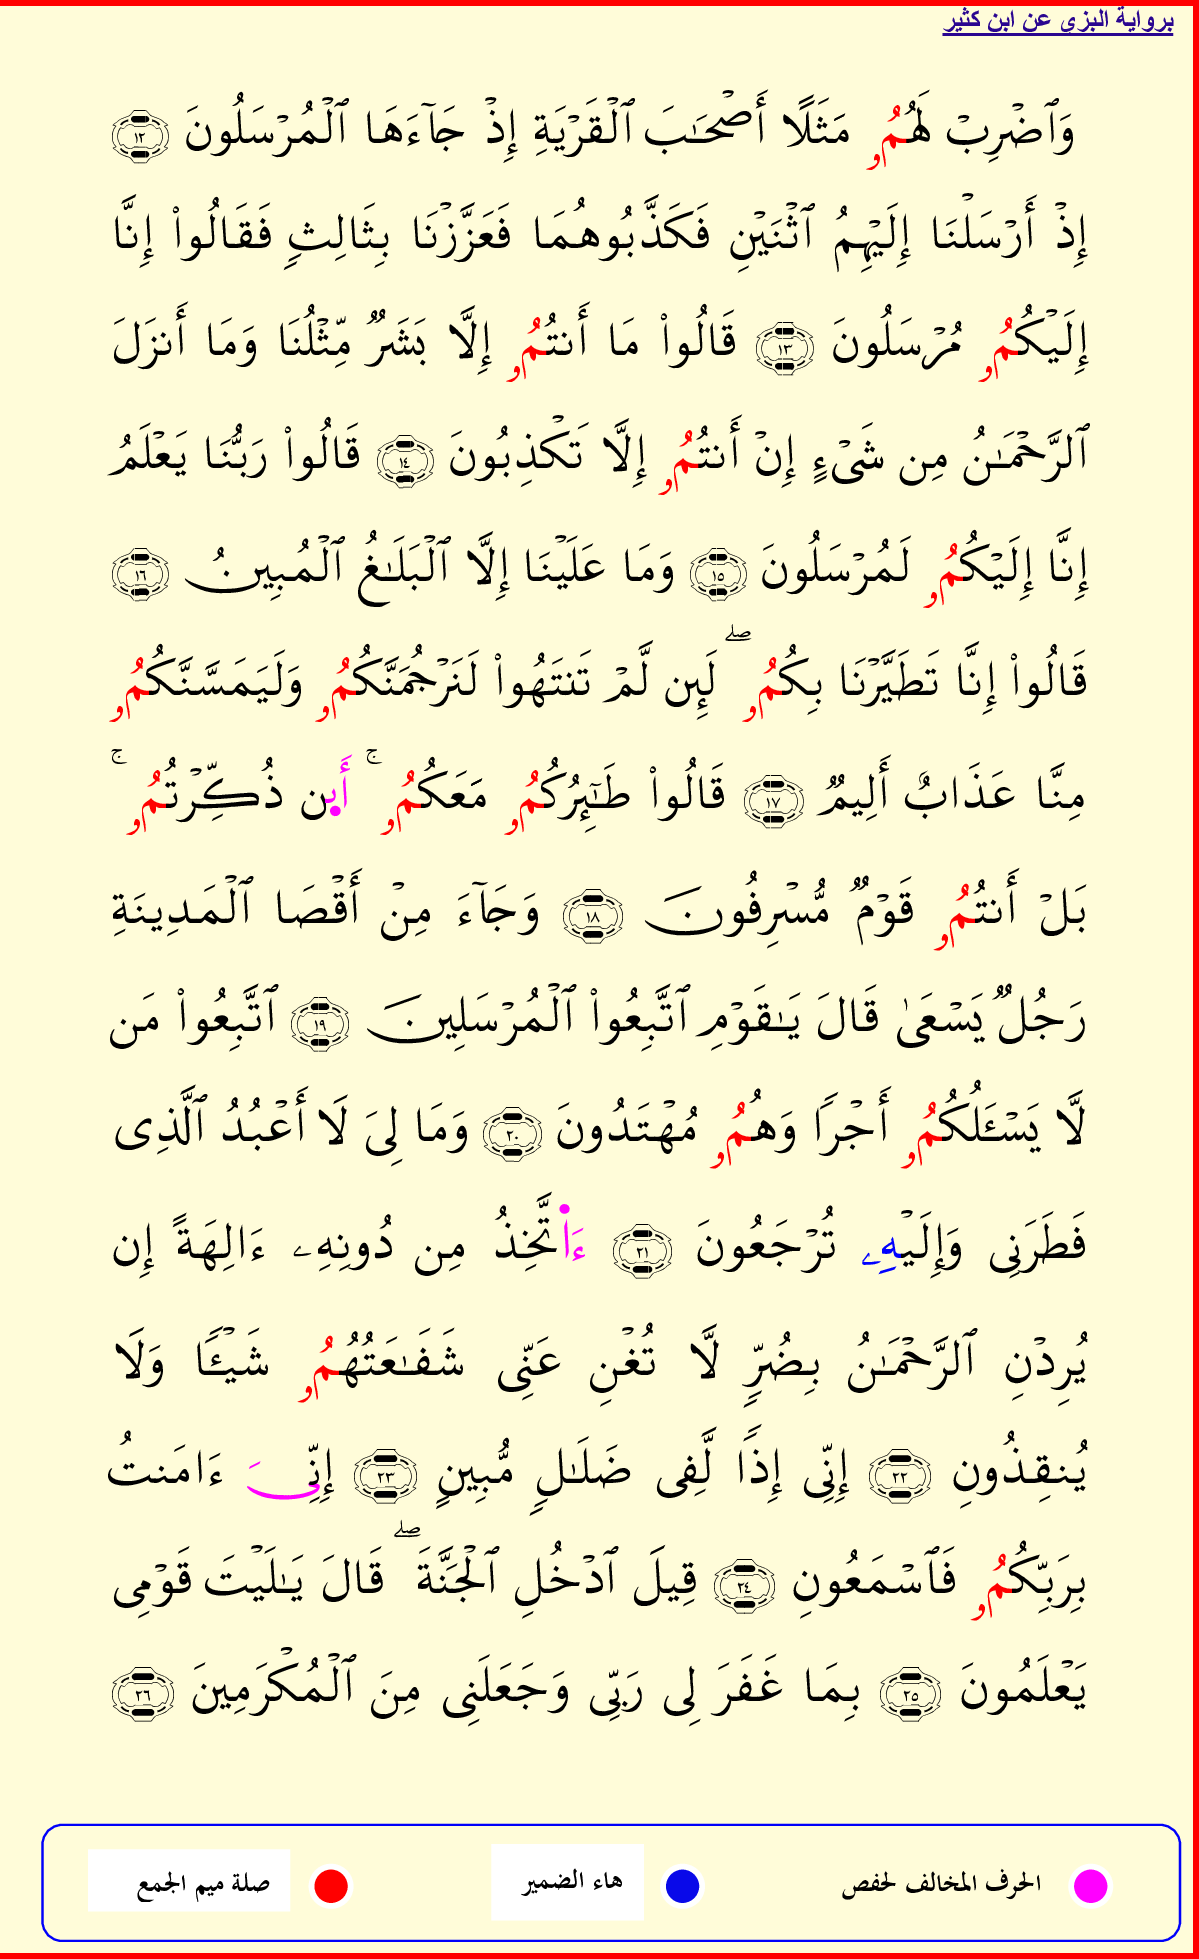 برواية البزى عن ابن كثير
وَٱضۡرِبۡ لَهُمُۥ مَثَلًا أَصۡحَـٰبَ ٱلۡقَرۡيَةِ إِذۡ جَآءَهَا ٱلۡمُرۡسَلُونَ ١٢
إِذۡ أَرۡسَلۡنَا إِلَيۡهِمُ ٱثۡنَيۡنِ فَكَذَّبُوهُمَا فَعَزَّزۡنَا بِثَالِثٍ فَقَالُوا۟ إِنَّا
إِلَيۡكُمُۥ مُرۡسَلُونَ ١٣ قَالُوا۟ مَا أَنتُمُۥ إِلَّا بَشَرٌ مِّثۡلُنَا وَمَا أَنزَلَ
ٱلرَّحۡمَـٰنُ مِن شَىۡءٍ إِنۡ أَنتُمُۥ إِلَّا تَكۡذِبُونَ ١٤ قَالُوا۟ رَبُّنَا يَعۡلَمُ
إِنَّا إِلَيۡكُمُۥ لَمُرۡسَلُونَ ١٥ وَمَا عَلَيۡنَا إِلَّا ٱلۡبَلَـٰغُ ٱلۡمُبِينُ ١٦
قَالُوا۟ إِنَّا تَطَيَّرۡنَا بِكُمُۥ ۖ لَئِن لَّمۡ تَنتَهُوا۟ لَنَرۡجُمَنَّكُمُۥ وَلَيَمَسَّنَّكُمُۥ
مِنَّا عَذَابٌ أَلِيمٌ ١٧ قَالُوا۟ طَـٰٓئِرُكُمُۥ مَعَكُمُۥ ۚ أَى۪ن ذُكِّرۡتُمُۥ ۚ
بَلۡ أَنتُمُۥ قَوۡمٌ مُّسۡرِفُونَ ١٨ وَجَآءَ مِنۡ أَقۡصَا ٱلۡمَدِينَةِ
رَجُلٌ يَسۡعَىٰ قَالَ يَـٰقَوۡمِ ٱتَّبِعُوا۟ ٱلۡمُرۡسَلِينَ ١٩ ٱتَّبِعُوا۟ مَن
لَّا يَسۡـَٔلُكُمُۥ أَجۡرًا وَهُمُۥ مُهۡتَدُونَ ٢٠ وَمَا لِىَ لَا أَعۡبُدُ ٱلَّذِى
فَطَرَنِى وَإِلَيۡهِۦ تُرۡجَعُونَ ٢١ ءَا۬تَّخِذُ مِن دُونِهِۦ ءَالِهَةً إِن
يُرِدۡنِ ٱلرَّحۡمَـٰنُ بِضُرٍّ لَّا تُغۡنِ عَنِّى شَفَـٰعَتُهُمُۥ شَيۡـًٔا وَلَا
يُنقِذُونِ ٢٢ إِنِّى إِذًا لَّفِى ضَلَـٰلٍ مُّبِينٍ ٢٣ إِنِّىَ ءَامَنتُ
بِرَبِّكُمُۥ فَٱسۡمَعُونِ ٢٤ قِيلَ ٱدۡخُلِ ٱلۡجَنَّةَ ۖ قَالَ يَـٰلَيۡتَ قَوۡمِى
يَعۡلَمُونَ ٢٥ بِمَا غَفَرَ لِى رَبِّى وَجَعَلَنِى مِنَ ٱلۡمُكۡرَمِينَ ٢٦
الحرف المخالف لحفص هاء الضمير صلة ميم الجمع